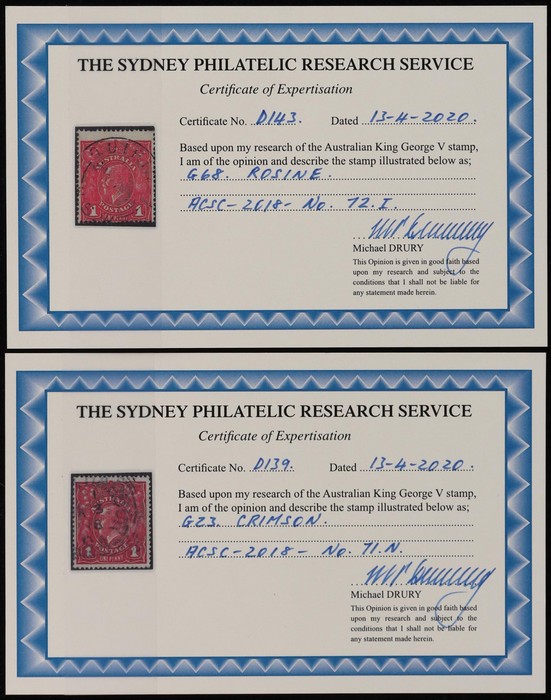 THE SYDNEY PHILATELIC RESEARCH SERVICE
Certificate of Expertisation
Certificate No. D143. Dated 13-4-2020.
Based upon my research of the Australian King George V stamp,
I am of the opinion and describe the stamp illustrated below as;
G68. ROSINE.
ACSC-2018- No. 72.I.
Michael DRURY
This Opinion is given in good faith based
upon my research and subject to the
conditions that I shall not be liable for
any statement made herein.
AUSTRALIA
POSTAGE
1 1
THE SYDNEY PHILATELIC RESEARCH SERVICE
Certificate of Expertisation
Certificate No. D139. Dated 13-4-2020.
Based upon my research of the Australian King George V stamp,
I am of the opinion and describe the stamp illustrated below as;
G23 CRIMSON.
ACSC-2018- No. 71.N.
Michael DRURY
This Opinion is given in good faith based
upon my research and subject to the
conditions that I shall not be liable for
any statement made herein.
POSTAGE
1 1